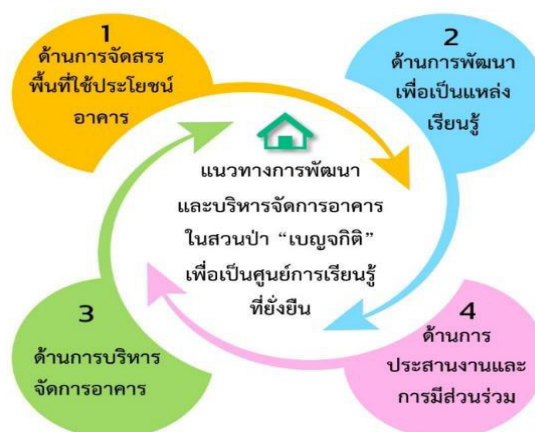 1
ด้านการจัดสรร
พื้นที่ใช้ประโยชน์
อาคาร
2
ด้านการพัฒนา
เพื่อเป็นแหล่ง
เรียนรู้
แนวทางการพัฒนา
และบริหารจัดการอาคาร
ในสวนป่า “เบญจกิติ”
เพื่อเป็นศูนย์การเรียนรู้
ที่ยั่งยืน
3
ด้านการบริหาร
จัดการอาคาร
4
ด้านการ
ประสานงานและ
การมีส่วนร่วม